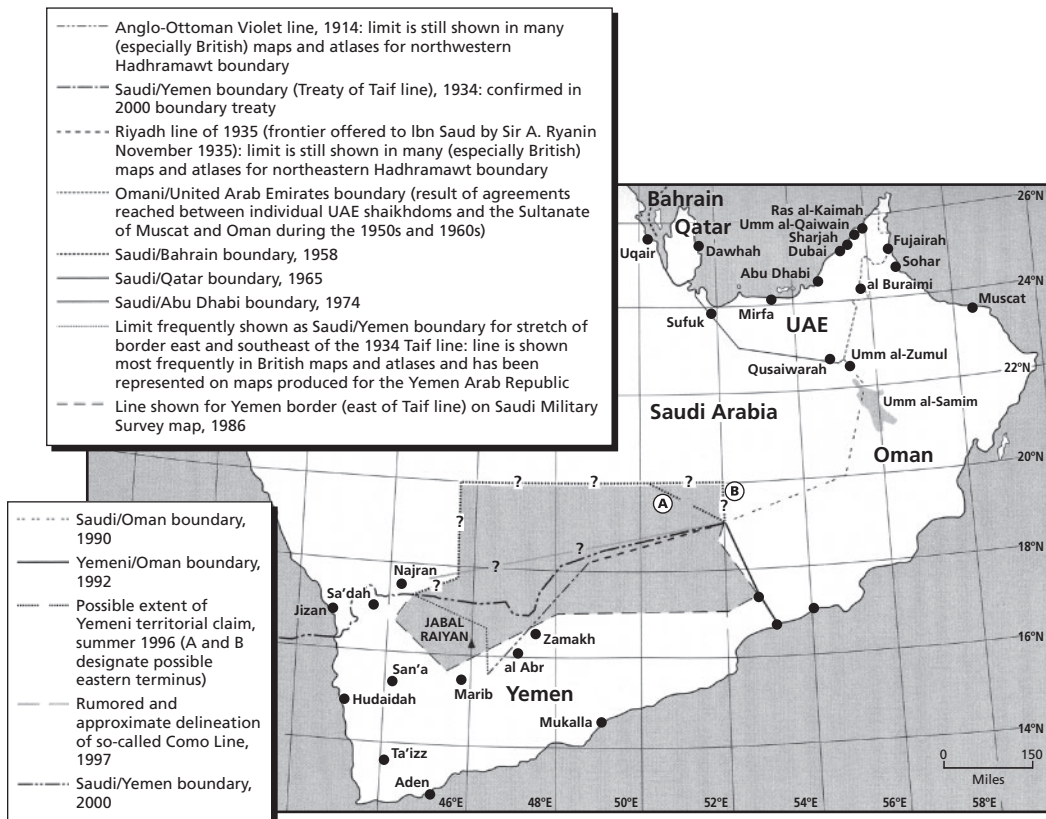 Anglo-Ottoman Violet line, 1914: limit is still shown in many
(especially British) maps and atlases for northwestern
Hadhramawt boundary
Saudi/Yemen boundary (Treaty of Taif line), 1934: confirmed in
2000 boundary treaty
Riyadh line of 1935 (frontier offered to Ibn Saud by Sir A. Ryanin
November 1935): limit is still shown in many (especially British)
maps and atlases for northeastern Hadhramawt boundary
Omani/United Arab Emirates boundary (result of agreements
reached between individual UAE shaikhdoms and the Sultanate
of Muscat and Oman during the 1950s and 1960s)
Saudi/Bahrain boundary, 1958
Saudi/Qatar boundary, 1965
Saudi/Abu Dhabi boundary, 1974
Limit frequently shown as Saudi/Yemen boundary for stretch of
border east and southeast of the 1934 Taif line: line is shown
most frequently in British maps and atlases and has been
represented on maps produced for the Yemen Arab Republic
Line shown for Yemen border (east of Taif line) on Saudi Military
Survey map, 1986
Bahrain
Qatar
Uqair
Dawhah
Ras al-Kaimah
Umm al-Qaiwain
Sharjah
Dubai
Abu Dhabi
Fujairah
Sohar
al Buraimi
Muscat
Sufuk
Mirfa
UAE
Qusaiwarah
Umm al-Zumul
Umm al-Samim
Saudi Arabia
Oman
26°N
24°N
22°N
20°N
18°N
16°N
14°N
? ? ?
A
B
?
?
?
?
?
Najran
Sa'dah
Jizan
JABAL
RAIYAN
Zamakh
al Abr
San'a
Marib
Yemen
Hudaidah
Mukalla
Ta'izz
Aden
46°E 48°E 50°E 52°E 54°E 56°E 58°E
0 150
Miles
Saudi/Oman boundary,
1990
Yemeni/Oman boundary,
1992
Possible extent of
Yemeni territorial claim,
summer 1996 (A and B
designate possible
eastern terminus)
Rumored and
approximate delineation
of so-called Como Line,
1997
Saudi/Yemen boundary,
2000